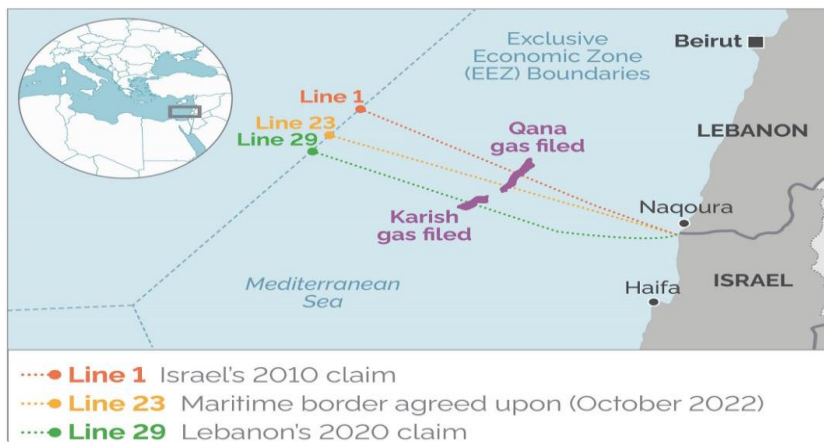 Exclusive
Economic Zone
(EEZ) Boundaries
Beirut
Line 1
Line 23
Line 29
Qana
gas filed
LEBANON
Karish
gas filed
Naqoura
Mediterranean
Sea
Haifa
ISRAEL
Line 1 Israel's 2010 claim
Line 23 Maritime border agreed upon (October 2022)
Line 29 Lebanon's 2020 claim